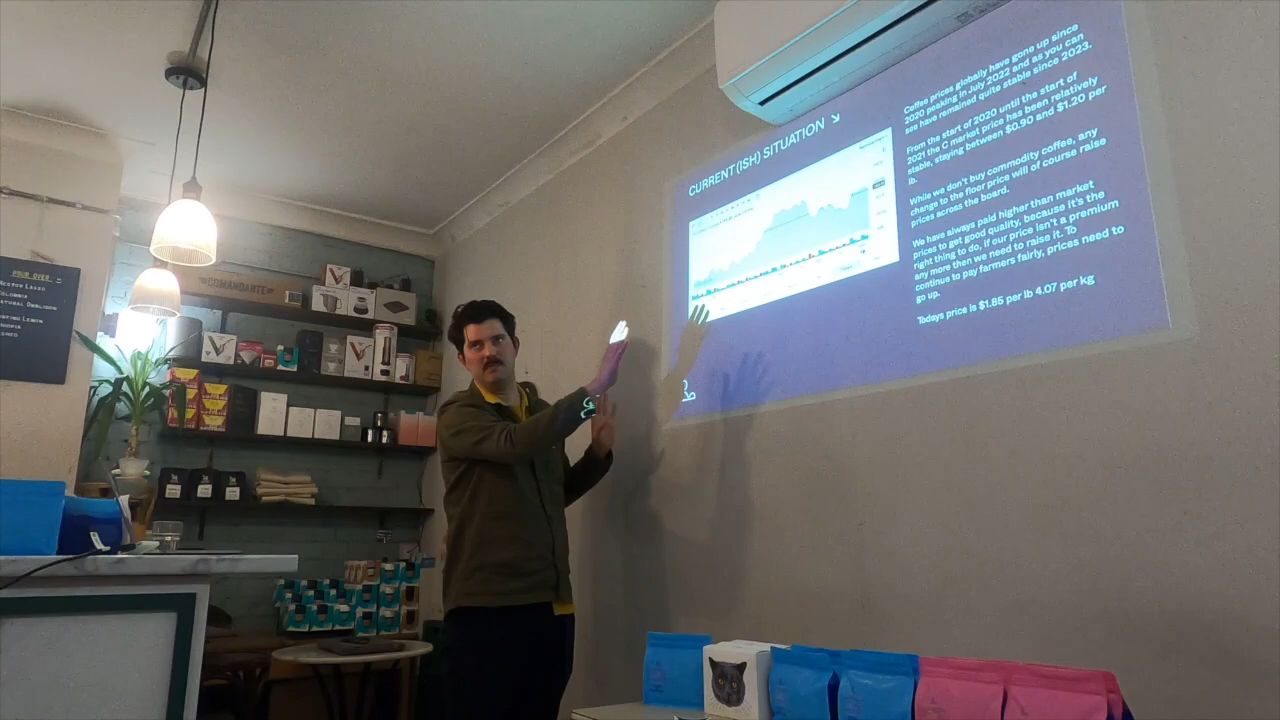 CURRENT(ISH) SITUATION ↘
Coffee prices globally have gone up since
2020 peaking in July 2022 and as you can
see have remained quite stable since 2023.
From the start of 2020 until the start of
2021 the C market price has been relatively
stable, staying between $0.90 and $1.20 per
lb.
While we don't buy commodity coffee, any
change to the floor price will of course raise
prices across the board.
We have always paid higher than market
prices to get good quality, because it's the
right thing to do, if our price isn't a premium
any more then we need to raise it. To
continue to pay farmers fairly, prices need to
go up.
Todays price is $1.85 per lb 4.07 per kg
COMANDANTE
POUR OVER
COLOMBIA